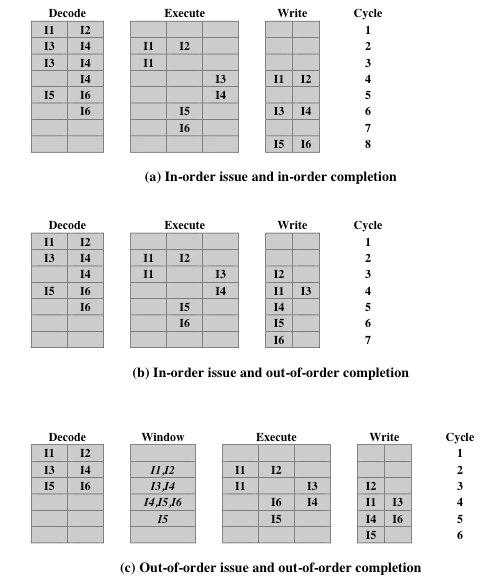 Decode Execute Write Cycle
I1 I2 1
I3 I4 I1 I2 2
I3 I4 I1 3
I4 I3 I1 I2 4
I5 I6 I4 5
I6 I5 I3 I4 6
I6 7
I5 I6 8
(a) In-order issue and in-order completion
Decode Execute Write Cycle
I1 I2 1
I3 I4 I1 I2 2
I4 I1 I3 I2 3
I5 I6 I4 I1 I3 4
I6 I5 I4 5
I6 I5 6
I6 7
(b) In-order issue and out-of-order completion
Decode Window Execute Write Cycle
I1 I2 1
I3 I4 I1,I2 I1 I2 2
I5 I6 I3,I4 I1 I3 I2 3
I4,I5,I6 I6 I4 I1 I3 4
I5 I5 I4 I6 5
I5 6
(c) Out-of-order issue and out-of-order completion